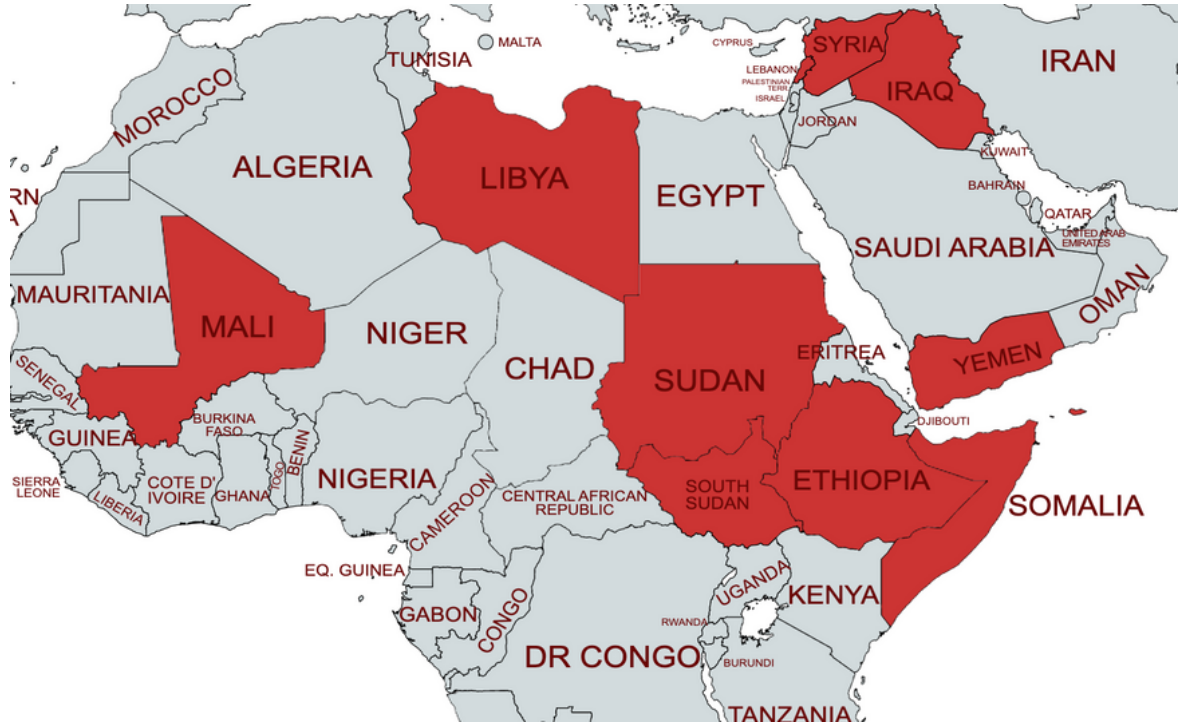 MALTA
CYPRUS
SYRIA
TUNISIA
LEBANON
IRAN
PALESTINIAN
TERR.
ISRAEL
IRAQ
MOROCCO
JORDAN
KUWAIT
ALGERIA
LIBYA
EGYPT
BAHRAIN
RN
A
QATAR
UNITED ARAB
EMIRATES
SAUDI ARABIA
OMAN
MAURITANIA
MALI
NIGER
CHAD
SUDAN
ERITREA
YEMEN
SENEGAL
BURKINA
FASO
DJIBOUTI
GUINEA
BENIN
TOGO
NIGERIA
SIERRA
LEONE
LIBERIA
COTE D'
IVOIRE
GHANA
CAMEROON
CENTRAL AFRICAN
REPUBLIC
SOUTH
SUDAN
ETHIOPIA
SOMALIA
EQ. GUINEA
GABON
CONGO
UGANDA
KENYA
RWANDA
DR CONGO
BURUNDI
TANZANIA